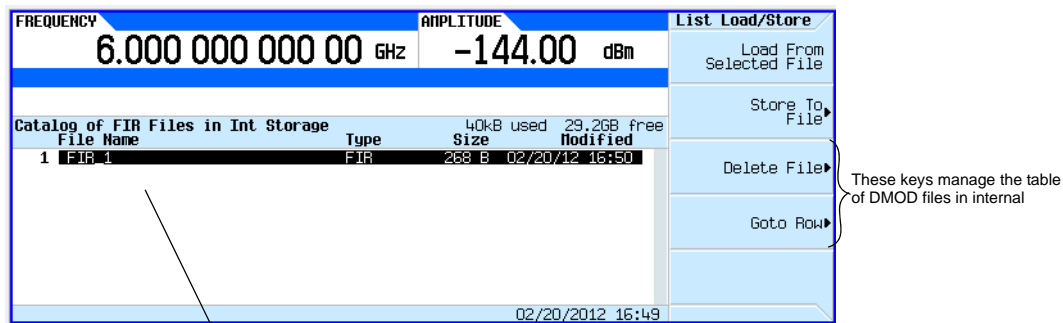 FREQUENCY
AMPLITUDE
List Load/Store
6.000 000 000 00 GHz
-144.00 dBm
Load From
Selected File
Store To
File
Catalog of FIR Files in Int Storage
40kB used 29.2GB free
File Name Type Size Modified
1 FIR_1 FIR 268 B 02/20/12 16:50
Delete File
Goto Row
These keys manage the table
of DMOD files in internal
02/20/2012 16:49